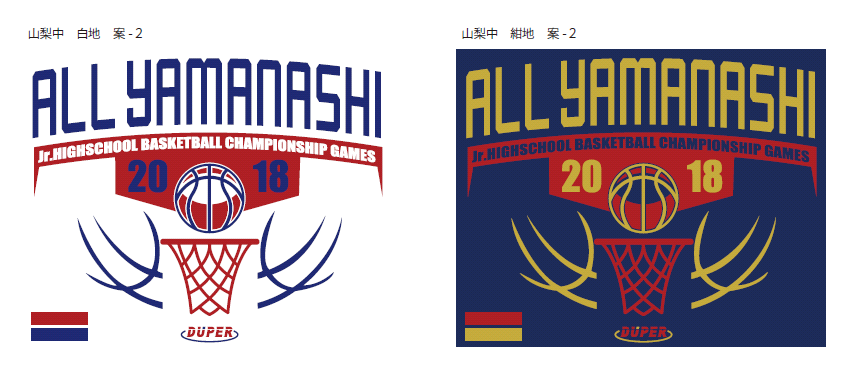 山梨中　白地　案-2
ALL YAMANASHI
Jr.HIGHSCHOOL BASKETBALL CHAMPIONSHIP GAMES
20 18
DUPER
山梨中　紺地　案-2
ALL YAMANASHI
Jr.HIGHSCHOOL BASKETBALL CHAMPIONSHIP GAMES
20 18
DUPER